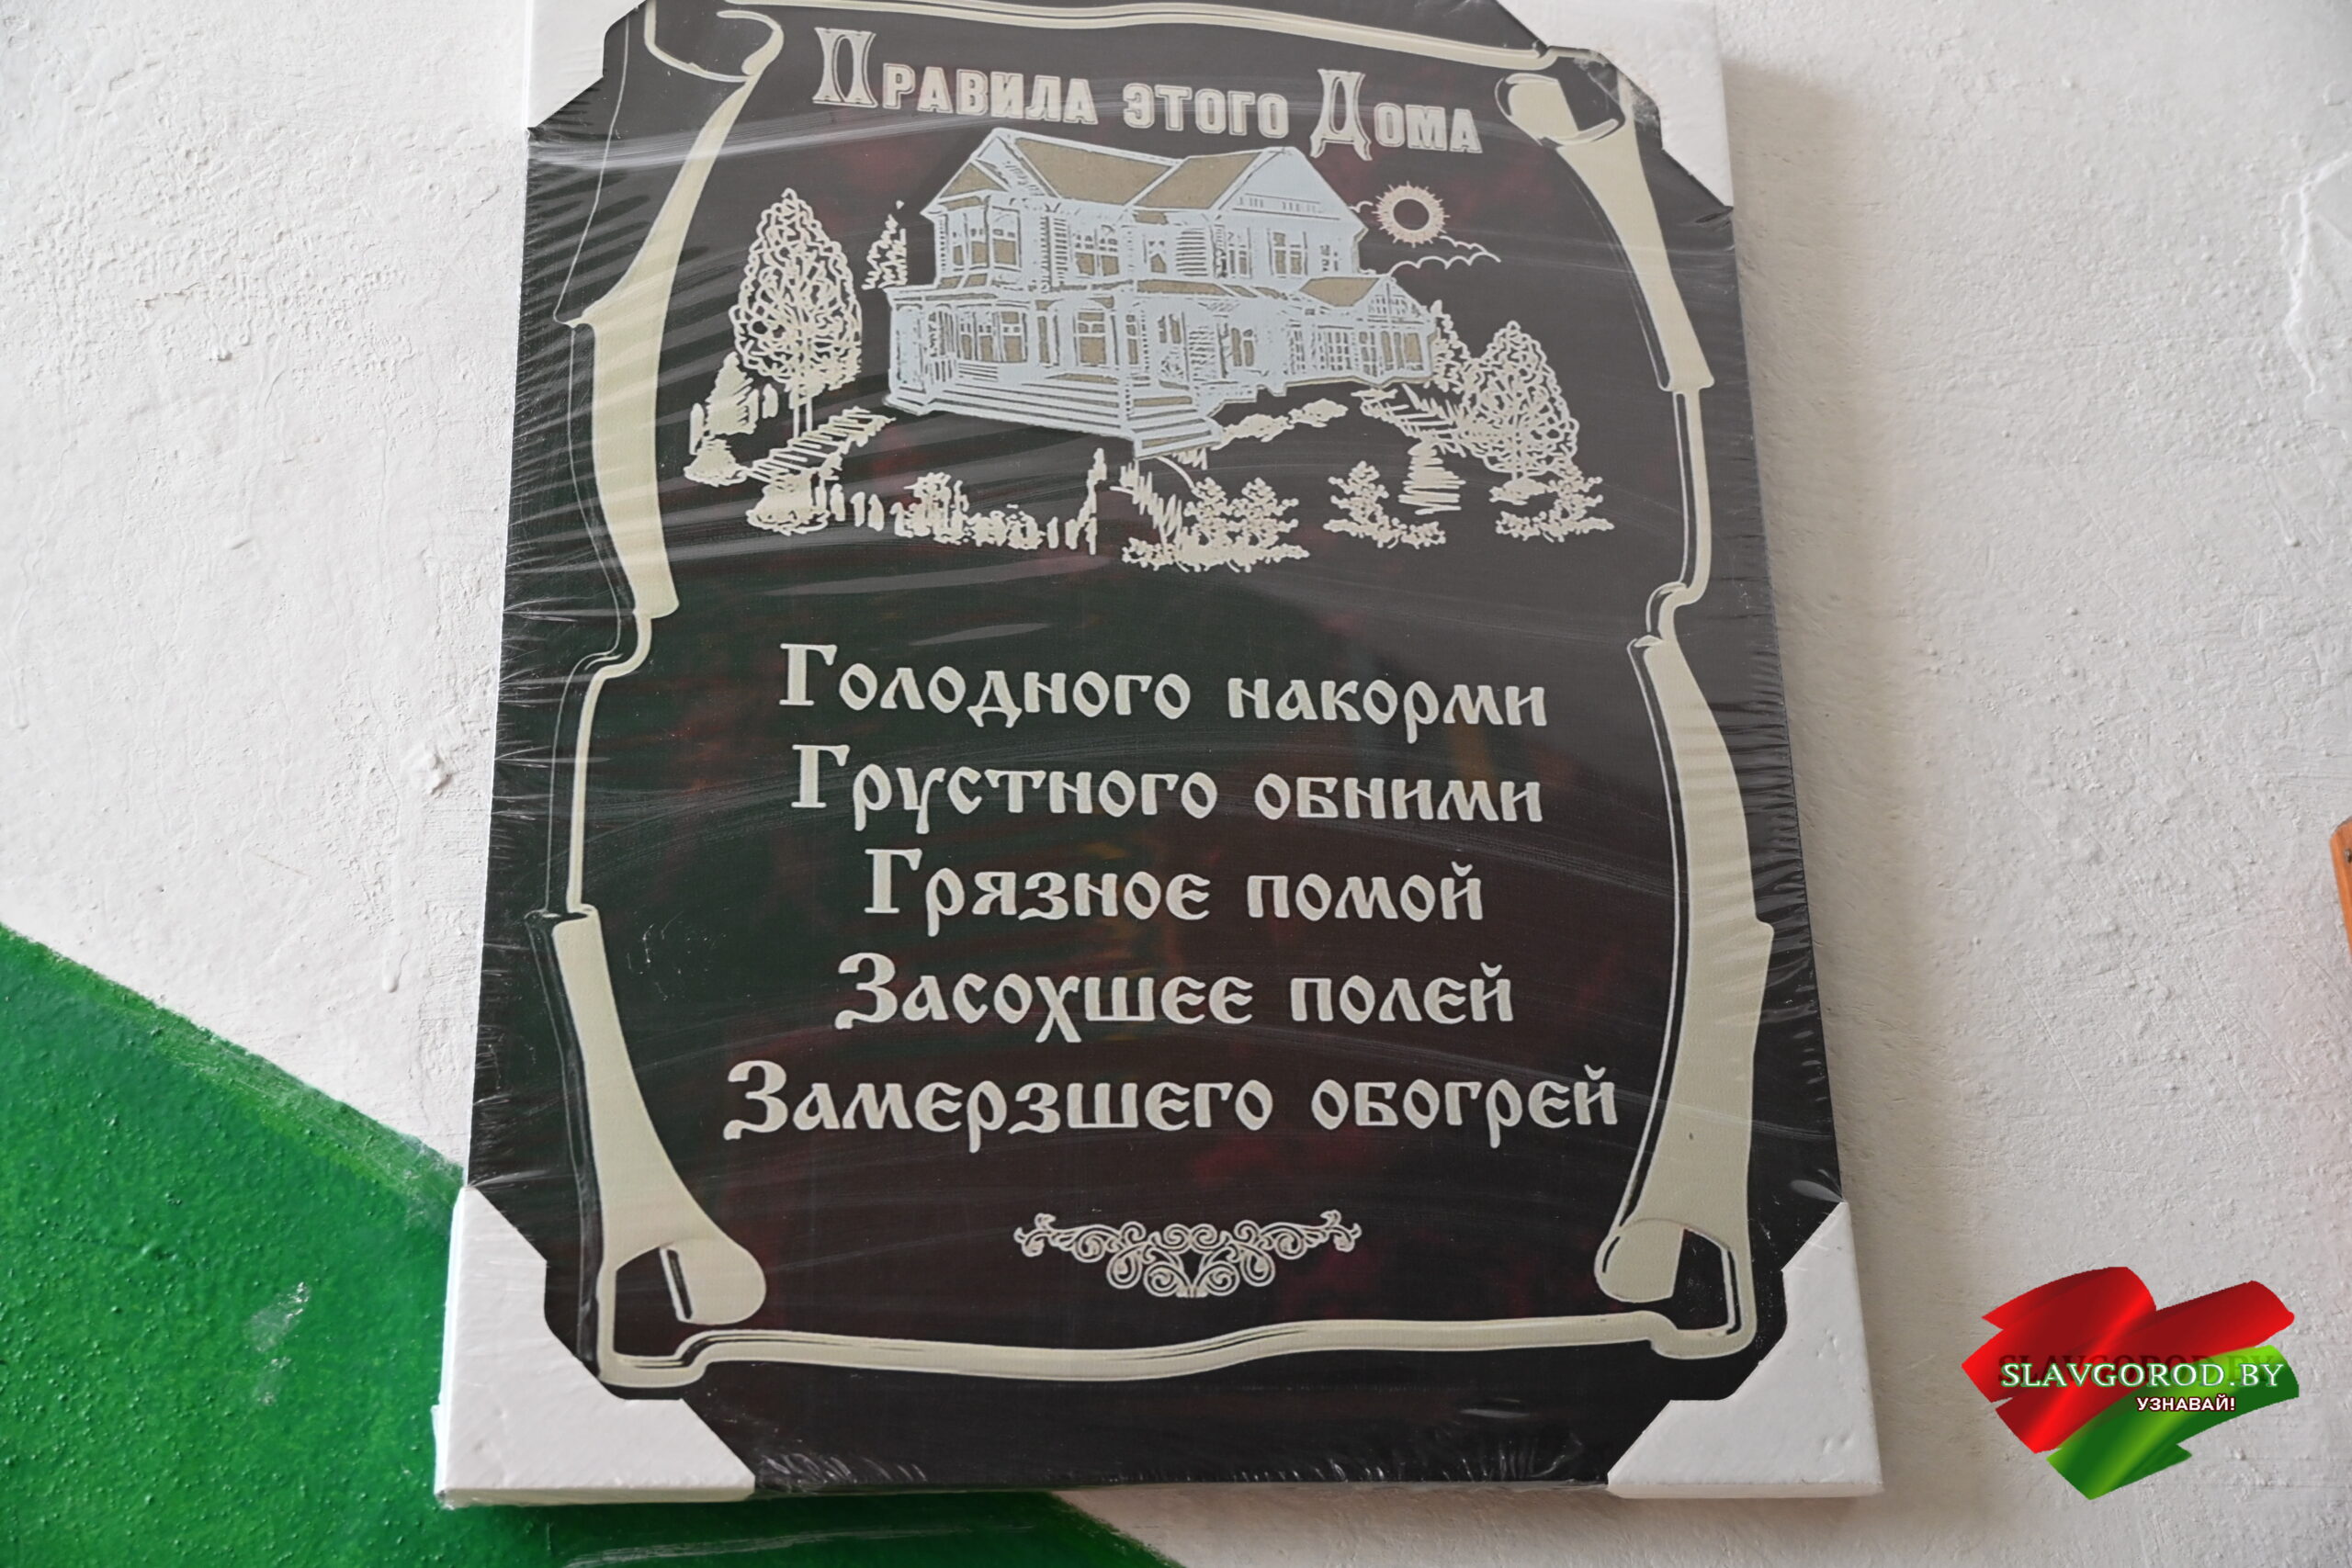 Правила этого Дома
Голодного накорми
Грустного обними
Грязное помой
Засохшее полей
Замерзшего обогрей
SLAVGOROD.BY
УЗНАВАЙ!